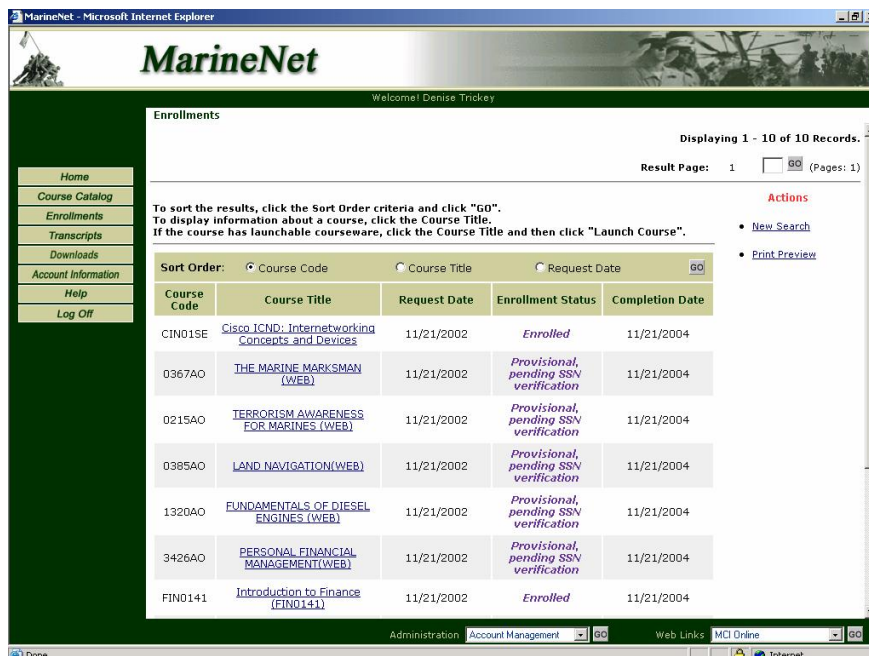 MarineNet - Microsoft Internet Explorer
MarineNet
Welcome! Denise Trickey
Enrollments
Displaying 1 - 10 of 10 Records.
Result Page: 1 GO (Pages: 1)
Home
Course Catalog
Enrollments
Transcripts
Downloads
Account Information
Help
Log Off
To sort the results, click the Sort Order criteria and click "GO".
To display information about a course, click the Course Title.
If the course has launchable courseware, click the Course Title and then click "Launch Course".
Actions
New Search
Print Preview
Sort Order: Course Code Course Title Request Date GO
Course Code Course Title Request Date Enrollment Status Completion Date
CIN01SE Cisco ICND: Internetworking Concepts and Devices 11/21/2002 Enrolled 11/21/2004
0367AO THE MARINE MARKSMAN (WEB) 11/21/2002 Provisional, pending SSN verification 11/21/2004
0215AO TERRORISM AWARENESS FOR MARINES (WEB) 11/21/2002 Provisional, pending SSN verification 11/21/2004
0385AO LAND NAVIGATION(WEB) 11/21/2002 Provisional, pending SSN verification 11/21/2004
1320AO FUNDAMENTALS OF DIESEL ENGINES (WEB) 11/21/2002 Provisional, pending SSN verification 11/21/2004
3426AO PERSONAL FINANCIAL MANAGEMENT(WEB) 11/21/2002 Provisional, pending SSN verification 11/21/2004
FIN0141 Introduction to Finance (FIN0141) 11/21/2002 Enrolled 11/21/2004
Administration Account Management GO Web Links MCI Online GO
Done Internet